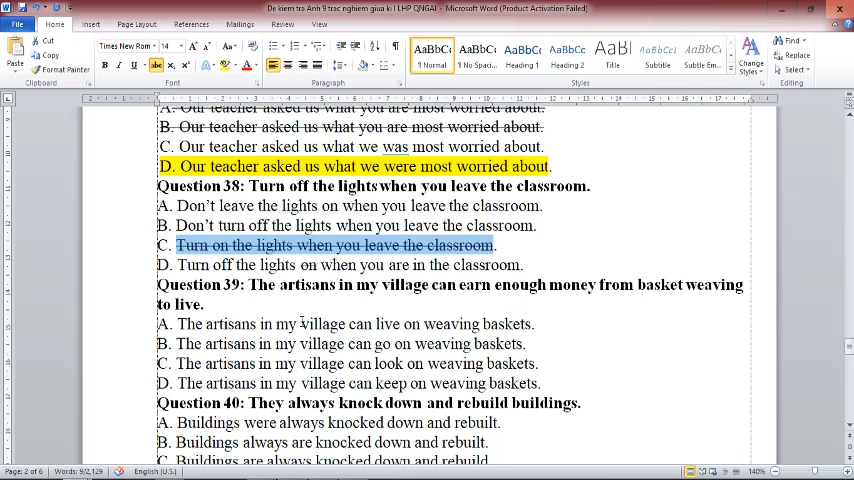 De kiem tra Anh 9 trac nghiem giua ki I LHP QNGAI - Microsoft Word (Product Activation Failed)
File Home Insert Page Layout References Mailings Review View
Cut
Copy
Format Painter
Paste
Clipboard
Times New Rom 14
B I U abc
Font
Paragraph
AaBbCc AaBbCc AaBbCc AaBbCc AaBl AaBbCc AaBbCc
¶ Normal ¶ No Spaci... Heading 1 Heading 2 Title Subtitle Subtle Em...
Change Styles
Styles
Find
Replace
Select
Editing
A. Our teacher asked us what you are most worried about.
B. Our teacher asked us what you are most worried about.
C. Our teacher asked us what we was most worried about.
D. Our teacher asked us what we were most worried about.
Question 38: Turn off the lights when you leave the classroom.
A. Don't leave the lights on when you leave the classroom.
B. Don't turn off the lights when you leave the classroom.
C. Turn on the lights when you leave the classroom.
D. Turn off the lights on when you are in the classroom.
Question 39: The artisans in my village can earn enough money from basket weaving
to live.
A. The artisans in my village can live on weaving baskets.
B. The artisans in my village can go on weaving baskets.
C. The artisans in my village can look on weaving baskets.
D. The artisans in my village can keep on weaving baskets.
Question 40: They always knock down and rebuild buildings.
A. Buildings were always knocked down and rebuilt.
B. Buildings always are knocked down and rebuilt.
C. Buildings are always knocked down and rebuild.
Page: 2 of 6 Words: 9/2,129 English (U.S.) 140%